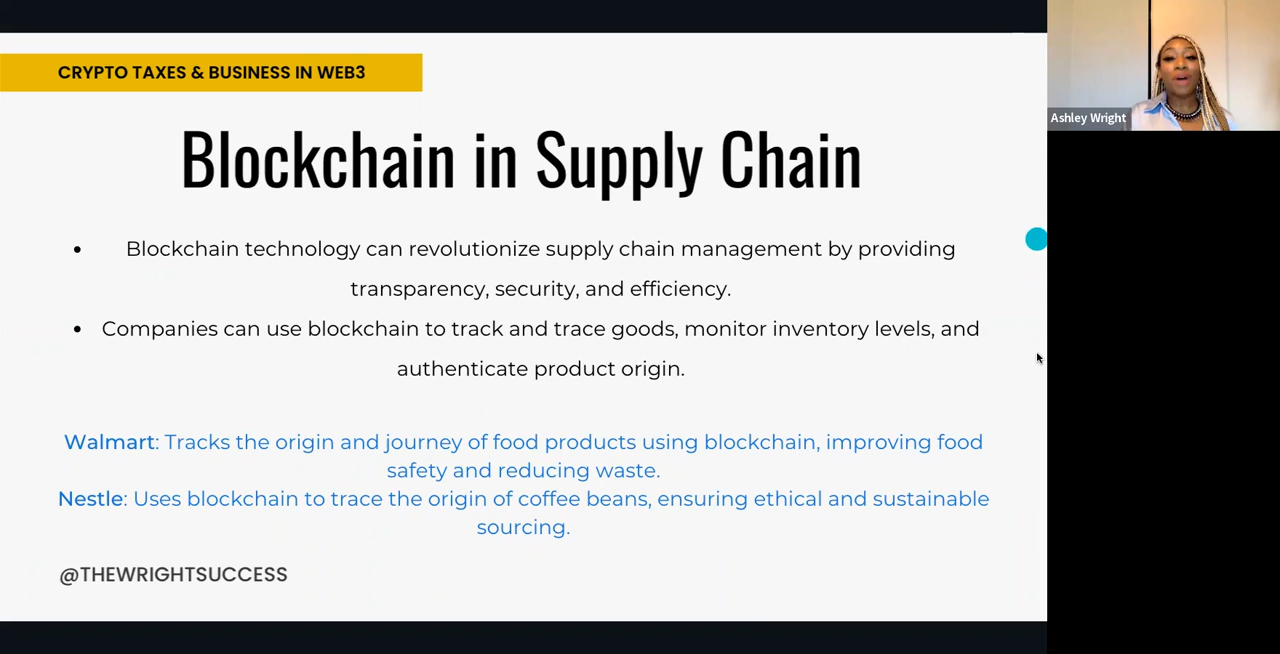 CRYPTO TAXES & BUSINESS IN WEB3
Blockchain in Supply Chain
• Blockchain technology can revolutionize supply chain management by providing
transparency, security, and efficiency.
• Companies can use blockchain to track and trace goods, monitor inventory levels, and
authenticate product origin.
Walmart: Tracks the origin and journey of food products using blockchain, improving food
safety and reducing waste.
Nestle: Uses blockchain to trace the origin of coffee beans, ensuring ethical and sustainable
sourcing.
@THEWRIGHTSUCCESS
Ashley Wright